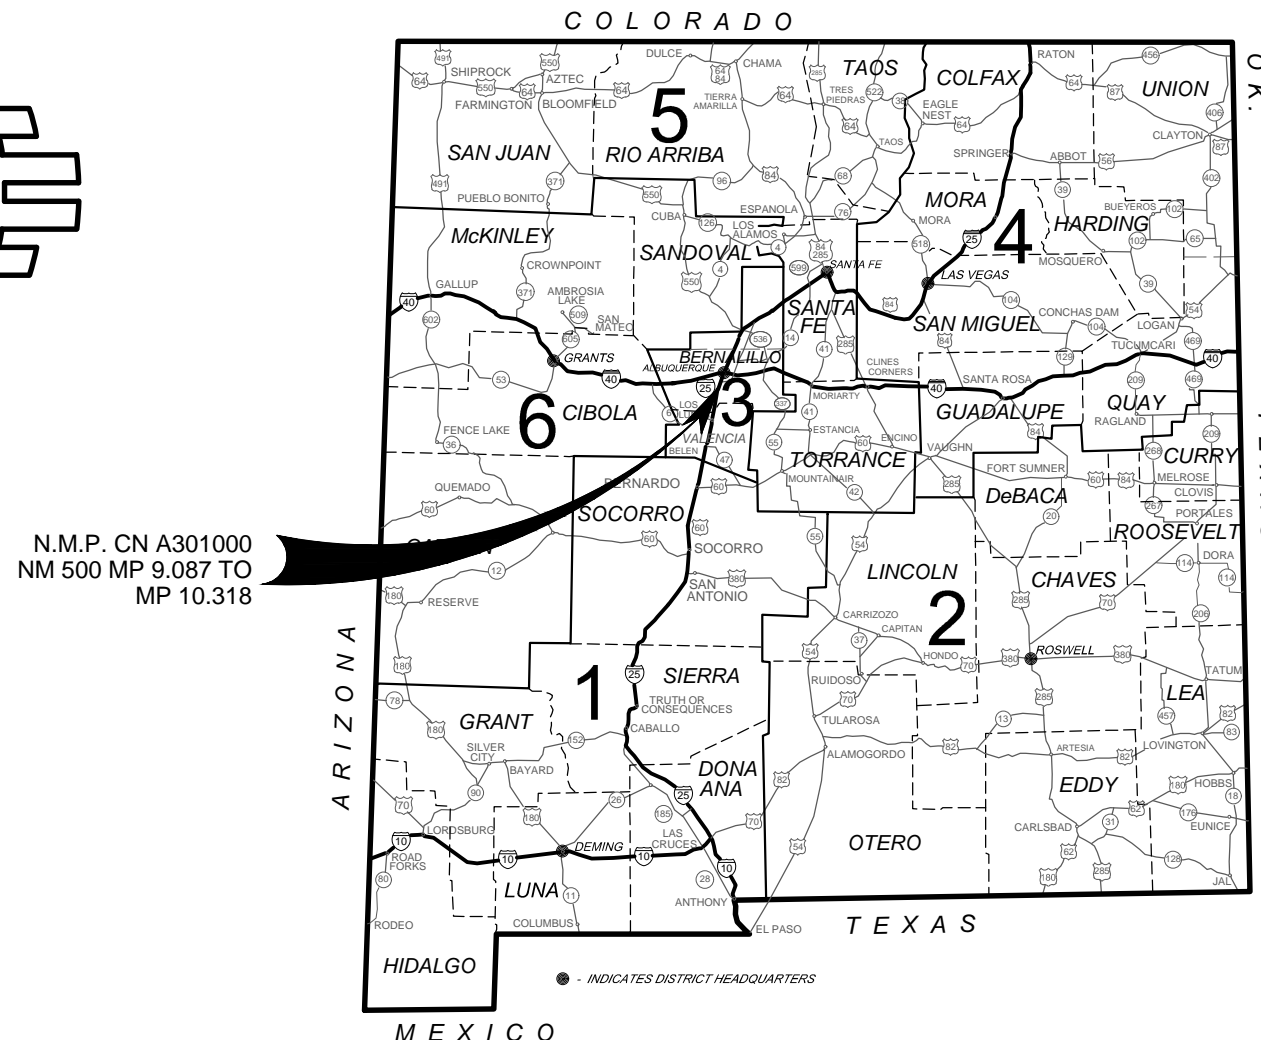 COLORADO
OK.
ARIZONA
TEXAS
MEXICO
N.M.P. CN A301000
NM 500 MP 9.087 TO
MP 10.318
- INDICATES DISTRICT HEADQUARTERS
5
4
3
6
2
1
TAOS
COLFAX
UNION
SAN JUAN
RIO ARRIBA
MORA
HARDING
McKINLEY
SANDOVAL
SANTA
FE
SAN MIGUEL
BERNALILLO
CIBOLA
VALENCIA
GUADALUPE
QUAY
TORRANCE
CURRY
DeBACA
SOCORRO
ROOSEVELT
LINCOLN
CHAVES
SIERRA
LEA
GRANT
DONA
ANA
EDDY
OTERO
LUNA
HIDALGO
DULCE
CHAMA
RATON
SHIPROCK
AZTEC
FARMINGTON
BLOOMFIELD
TIERRA
AMARILLA
TRES
PIEDRAS
EAGLE
NEST
TAOS
CLAYTON
SPRINGER
ABBOT
PUEBLO BONITO
CUBA
ESPANOLA
LOS
ALAMOS
MORA
BUEYEROS
MOSQUERO
CROWNPOINT
SANTA FE
LAS VEGAS
GALLUP
AMBROSIA
LAKE
SAN
MATEO
CONCHAS DAM
LOGAN
TUCUMCARI
GRANTS
ALBUQUERQUE
CLINES
CORNERS
SANTA ROSA
MORIARTY
RAGLAND
FENCE LAKE
BELEN
ESTANCIA
ENCINO
VAUGHN
QUEMADO
BERNARDO
MOUNTAINAIR
FORT SUMNER
MELROSE
CLOVIS
PORTALES
SOCORRO
DORA
RESERVE
SAN
ANTONIO
CARRIZOZO
CAPITAN
HONDO
ROSWELL
TATUM
RUIDOSO
TRUTH OR
CONSEQUENCES
CABALLO
TULAROSA
SILVER
CITY
BAYARD
ALAMOGORDO
ARTESIA
LOVINGTON
HOBBS
LORDSBURG
ROAD
FORKS
DEMING
LAS
CRUCES
CARLSBAD
EUNICE
JAL
ANTHONY
RODEO
COLUMBUS
EL PASO